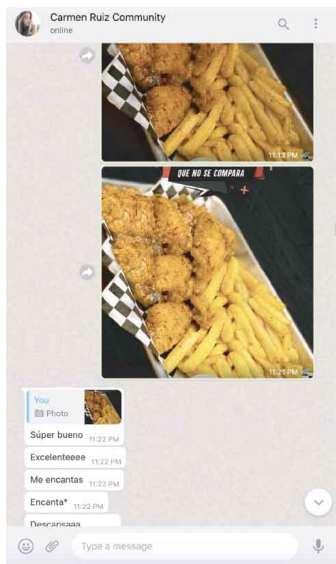 Carmen Ruiz Community
online
11:13 PM
QUE NO SE COMPARA
11:21 PM
You
Photo
Súper bueno 11:22 PM
Excelenteeee 11:22 PM
Me encantas 11:22 PM
Encanta* 11:22 PM
Descansaaa
Type a message